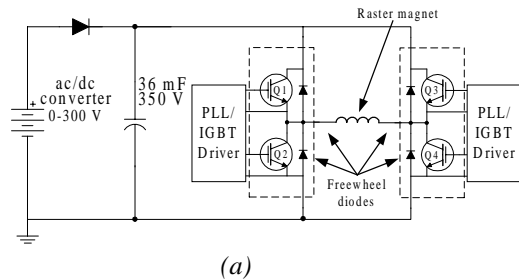 Raster magnet
ac/dc
converter
0-300 V
+
36 mF
350 V
PLL/
IGBT
Driver
Q1
Q2
Q3
Q4
PLL/
IGBT
Driver
Freewheel
diodes
(a)